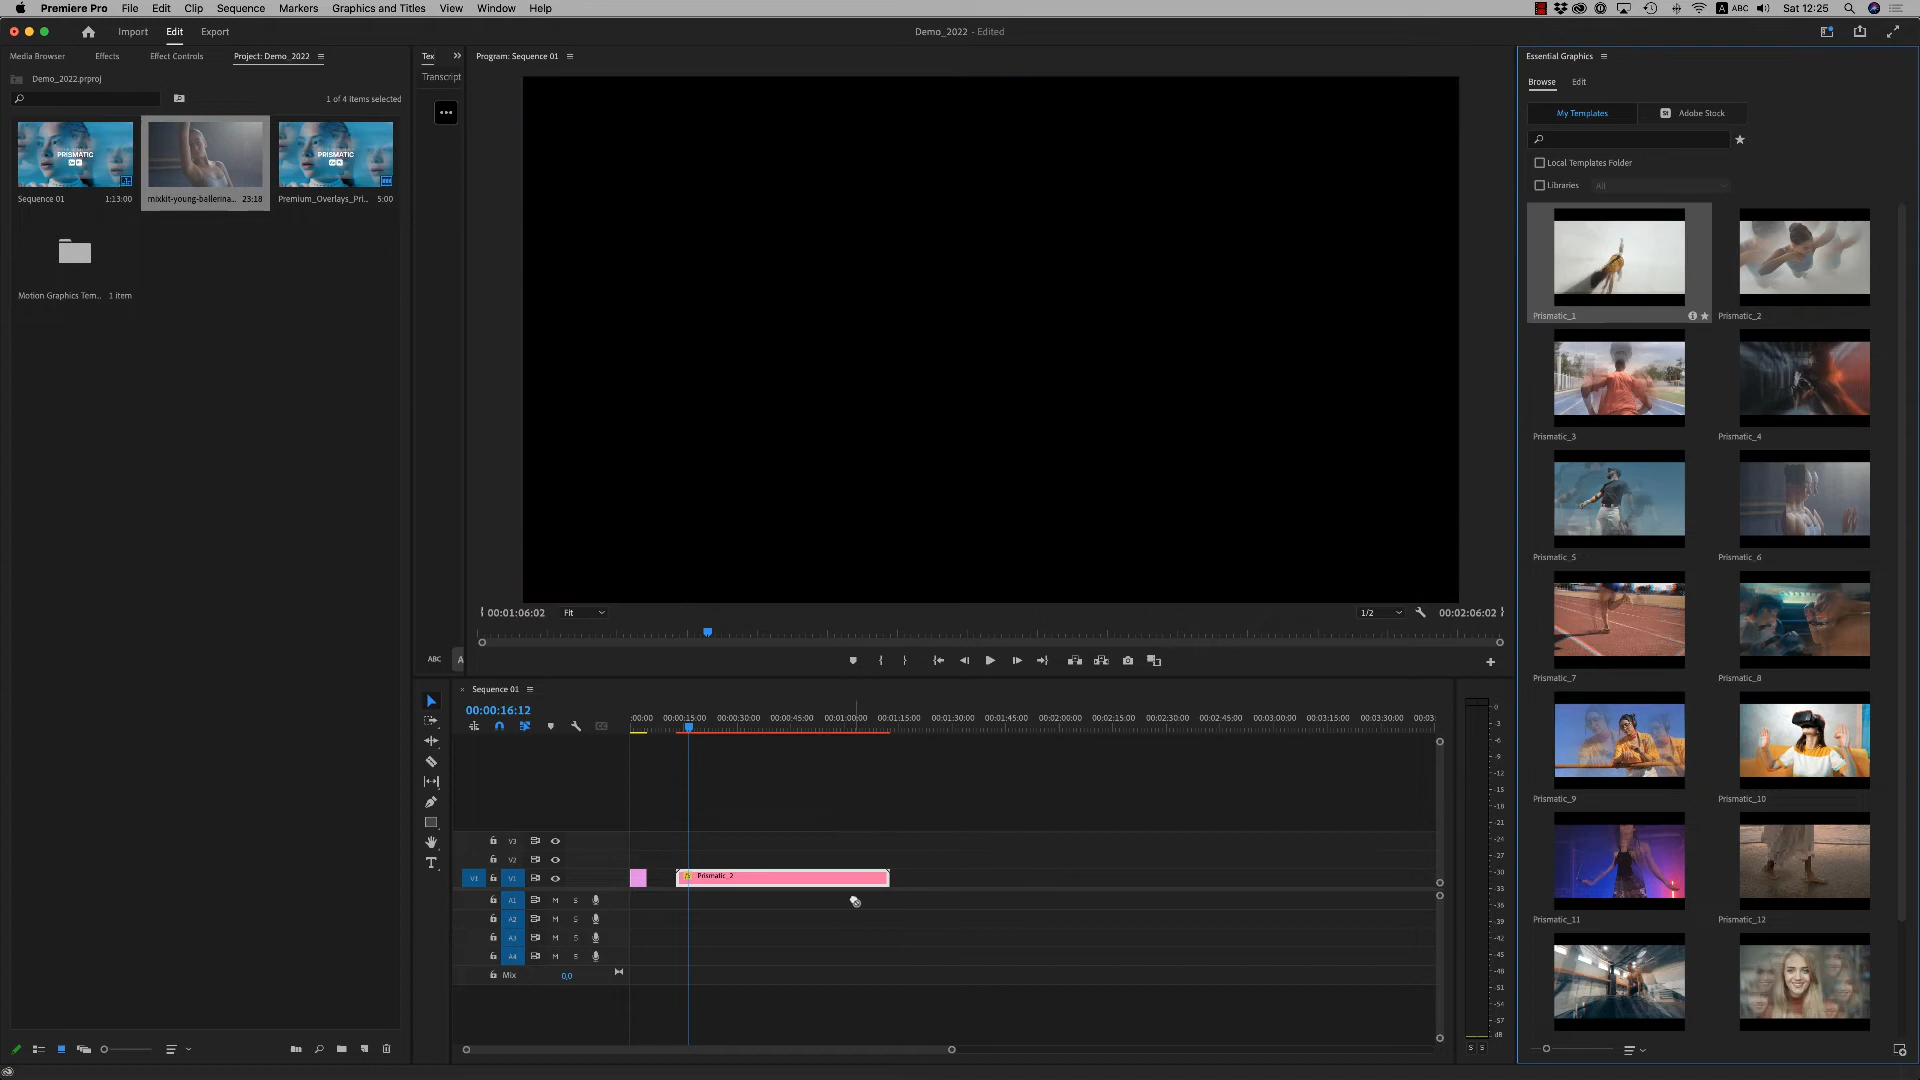 Premiere Pro File Edit Clip Sequence Markers Graphics and Titles View Window Help
A ABC Sat 12:25
Import Edit Export
Demo_2022 - Edited
Media Browser Effects Effect Controls Project: Demo_2022
Tex
Program: Sequence 01
Essential Graphics
Demo_2022.prproj
Transcript
Browse Edit
1 of 4 items selected
My Templates
St Adobe Stock
Local Templates Folder
Libraries All
PRISMATIC
PRISMATIC
Sequence 01 1:13:00
mixkit-young-ballerina... 23:18
Premium_Overlays_Pri... 5:00
Motion Graphics Tem... 1 item
Prismatic_1
Prismatic_2
Prismatic_3
Prismatic_4
Prismatic_5
Prismatic_6
Prismatic_7
Prismatic_8
Prismatic_9
Prismatic_10
Prismatic_11
Prismatic_12
00:01:06:02 Fit 1/2 00:02:06:02
ABC A
Sequence 01
00:00:16:12
:00:00 00:00:15:00 00:00:30:00 00:00:45:00 00:01:00:00 00:01:15:00 00:01:30:00 00:01:45:00 00:02:00:00 00:02:15:00 00:02:30:00 00:02:45:00 00:03:00:00 00:03:15:00 00:03:30:00 00:03:
V3
V2
V1 V1
fx Prismatic_2
A1 M S
A2 M S
A3 M S
A4 M S
Mix 0,0
0
-3
-6
-9
-12
-15
-18
-21
-24
-27
-30
-33
-36
-39
-42
-45
-48
-51
-54
-57
dB
S S